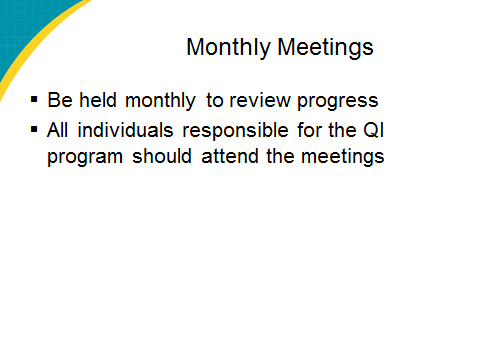 Monthly Meetings
▪ Be held monthly to review progress
▪ All individuals responsible for the QI
program should attend the meetings